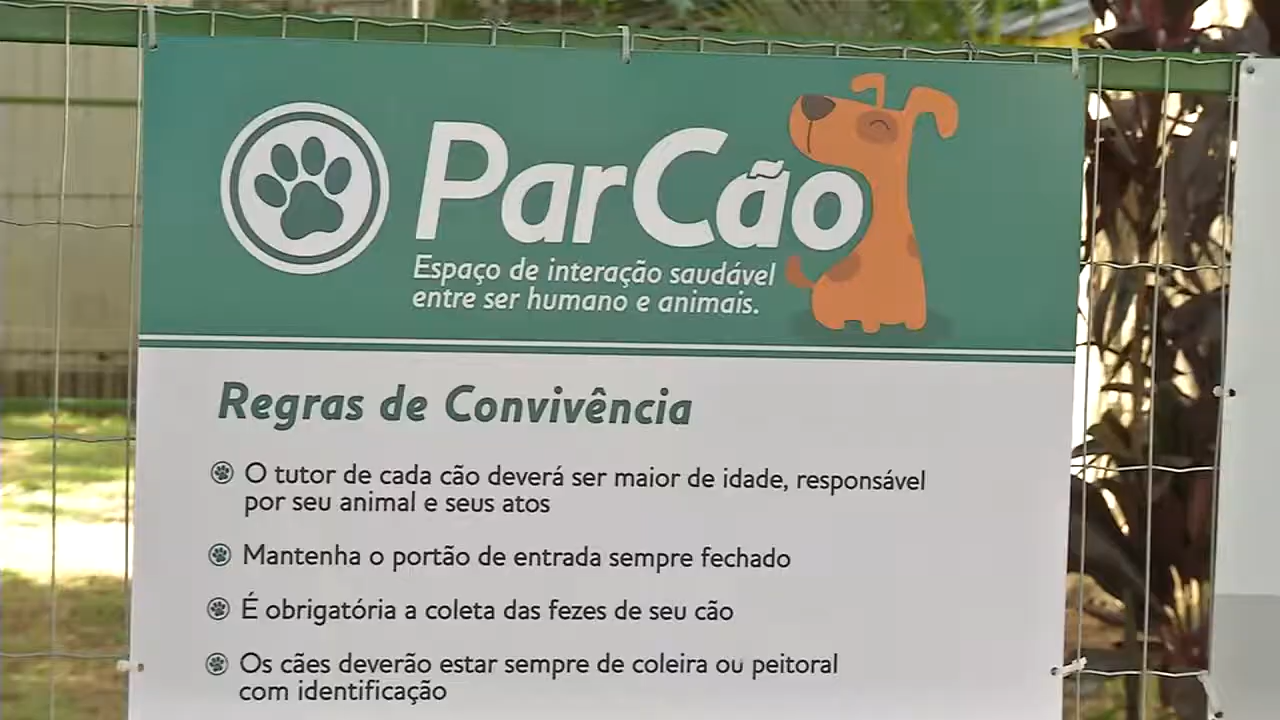 ParCão
Espaço de interação saudável
entre ser humano e animais.
Regras de Convivência
O tutor de cada cão deverá ser maior de idade, responsável
por seu animal e seus atos
Mantenha o portão de entrada sempre fechado
É obrigatória a coleta das fezes de seu cão
Os cães deverão estar sempre de coleira ou peitoral
com identificação